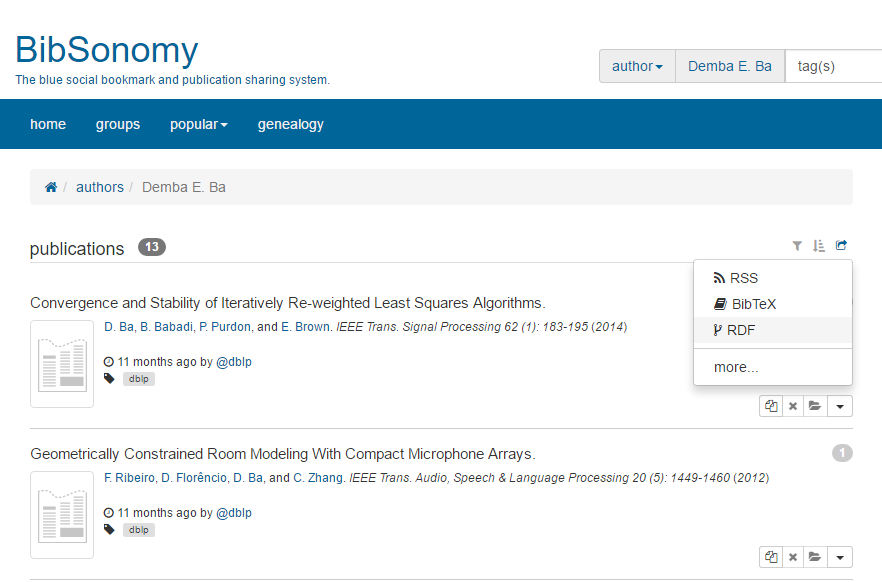 BibSonomy
The blue social bookmark and publication sharing system.
author Demba E. Ba tag(s)
home groups popular genealogy
/ authors / Demba E. Ba
publications 13
RSS
BibTeX
RDF
more...
Convergence and Stability of Iteratively Re-weighted Least Squares Algorithms.
D. Ba, B. Babadi, P. Purdon, and E. Brown. IEEE Trans. Signal Processing 62 (1): 183-195 (2014)
11 months ago by @dblp
dblp
Geometrically Constrained Room Modeling With Compact Microphone Arrays. 1
F. Ribeiro, D. Florêncio, D. Ba, and C. Zhang. IEEE Trans. Audio, Speech & Language Processing 20 (5): 1449-1460 (2012)
11 months ago by @dblp
dblp